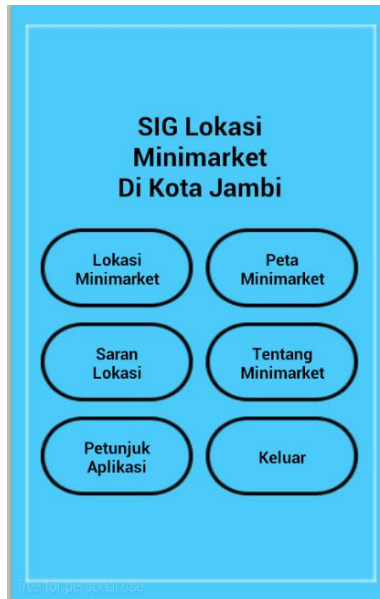 SIG Lokasi
Minimarket
Di Kota Jambi
Lokasi
Minimarket
Peta
Minimarket
Saran
Lokasi
Tentang
Minimarket
Petunjuk
Aplikasi
Keluar
free for personal use